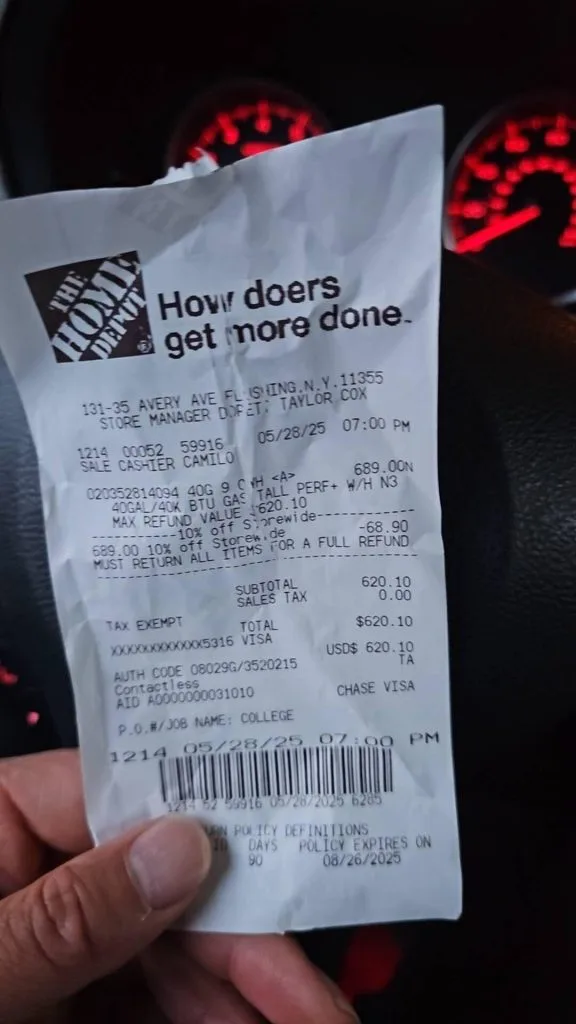 THE HOME DEPOT
How doers
get more done.
131-35 AVERY AVE FLUSHING.N.Y.11355
STORE MANAGER TAYLOR COX
1214 00052 59916 05/28/25 07:00 PM
SALE CASHIER CAMILO
020352814094 40G 9 <A> 689.00N
40GAL/40K BTU GAS TALL PERF+ W/H N3
MAX REFUND VALUE $620.10
10% off Storewide
689.00 10% off Storewide -68.90
MUST RETURN ALL ITEMS FOR A FULL REFUND
SUBTOTAL 620.10
SALES TAX 0.00
TAX EXEMPT
TOTAL $620.10
XXXXXXXXXXXX5316 VISA
USD$ 620.10
TA
AUTH CODE 08029G/3520215
Contactless
AID A0000000031010 CHASE VISA
P.O.#/JOB NAME: COLLEGE
1214 05/28/25 07:00 PM
1214 52 59916 05/28/2025 6285
POLICY DEFINITIONS
DAYS POLICY EXPIRES ON
90 08/26/2025